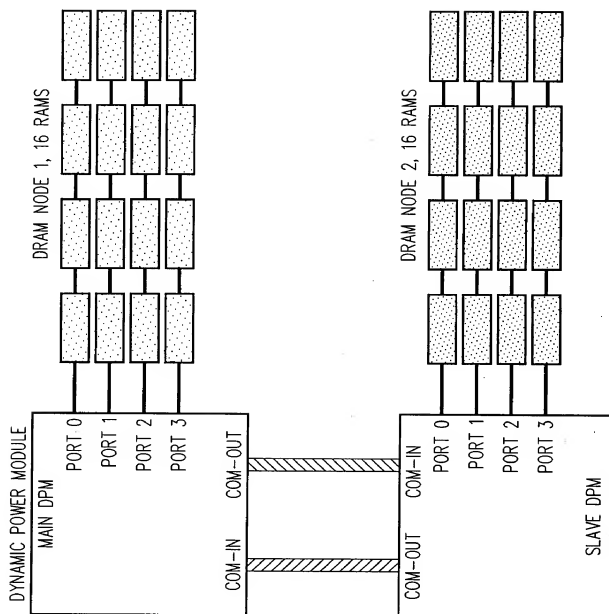 DYNAMIC POWER MODULE
MAIN DPM
PORT 0
PORT 1
PORT 2
PORT 3
COM-IN
COM-OUT
DRAM NODE 1, 16 RAMS
SLAVE DPM
PORT 0
PORT 1
PORT 2
PORT 3
COM-OUT
COM-IN
DRAM NODE 2, 16 RAMS